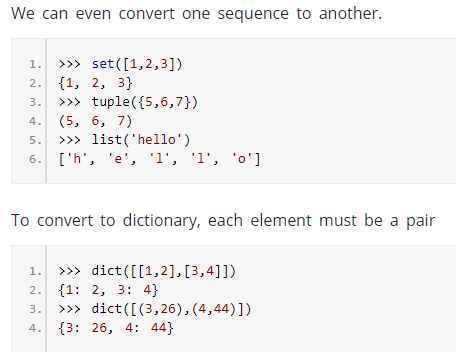 We can even convert one sequence to another.
1. >>> set([1,2,3])
2. {1, 2, 3}
3. >>> tuple({5,6,7})
4. (5, 6, 7)
5. >>> list('hello')
6. ['h', 'e', 'l', 'l', 'o']
To convert to dictionary, each element must be a pair
1. >>> dict([[1,2],[3,4]])
2. {1: 2, 3: 4}
3. >>> dict([(3,26),(4,44)])
4. {3: 26, 4: 44}